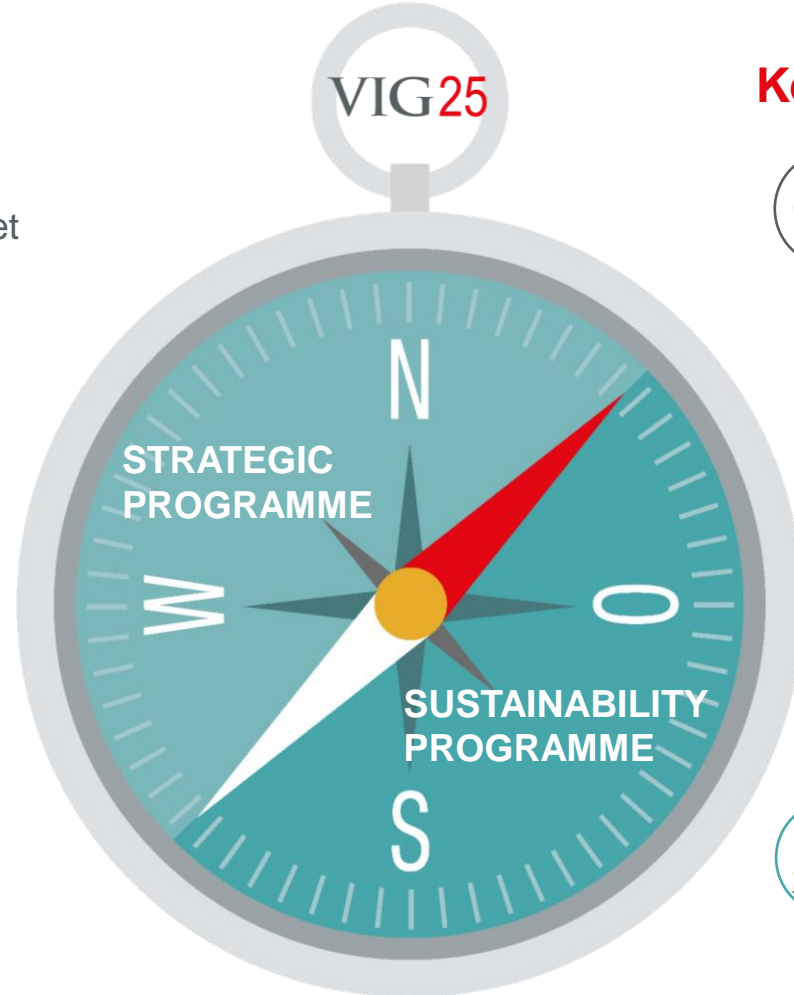 VIG25
N
STRATEGIC
PROGRAMME
W
O
SUSTAINABILITY
PROGRAMME
S